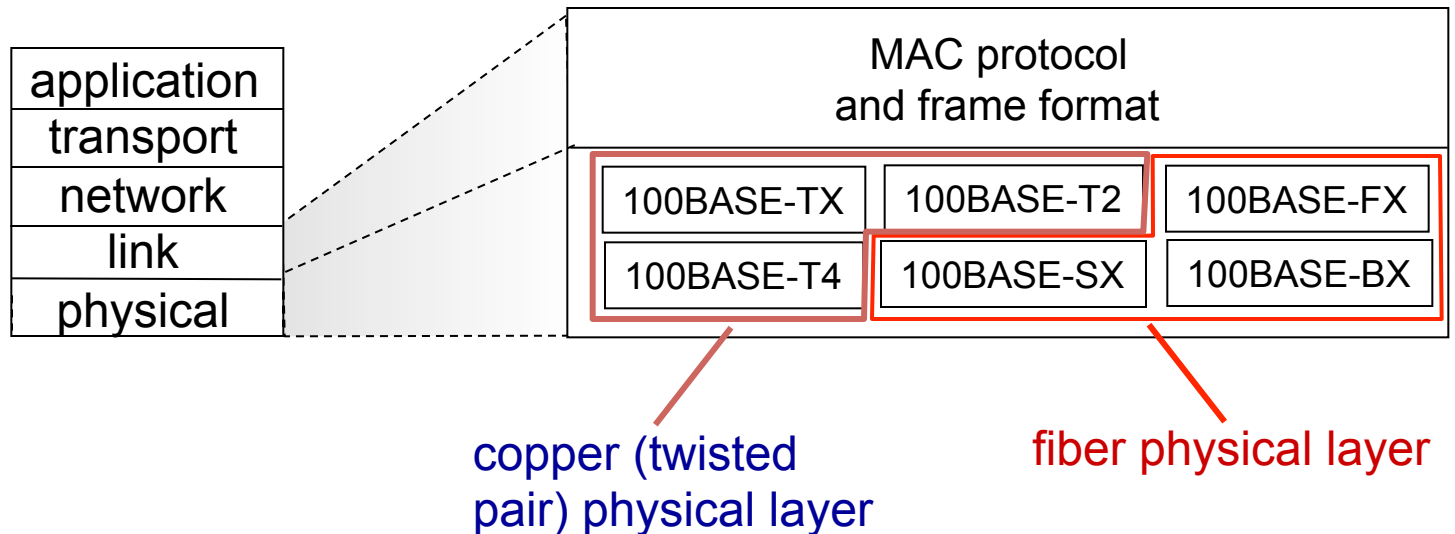 application
transport
network
link
physical
MAC protocol
and frame format
100BASE-TX
100BASE-T2
100BASE-FX
100BASE-T4
100BASE-SX
100BASE-BX
copper (twisted
pair) physical layer
fiber physical layer